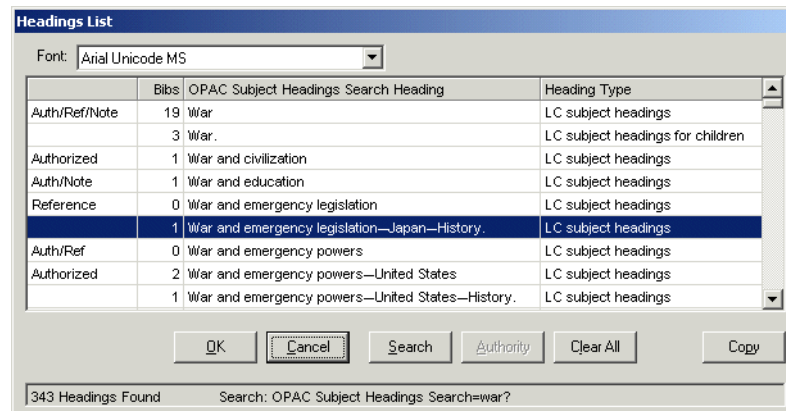 Headings List
Font: Arial Unicode MS
Bibs OPAC Subject Headings Search Heading Heading Type
Auth/Ref/Note 19 War LC subject headings
3 War. LC subject headings for children
Authorized 1 War and civilization LC subject headings
Auth/Note 1 War and education LC subject headings
Reference 0 War and emergency legislation LC subject headings
1 War and emergency legislation—Japan—History. LC subject headings
Auth/Ref 0 War and emergency powers LC subject headings
Authorized 2 War and emergency powers—United States LC subject headings
1 War and emergency powers—United States—History. LC subject headings
OK Cancel Search Authority Clear All Copy
343 Headings Found Search: OPAC Subject Headings Search=war?